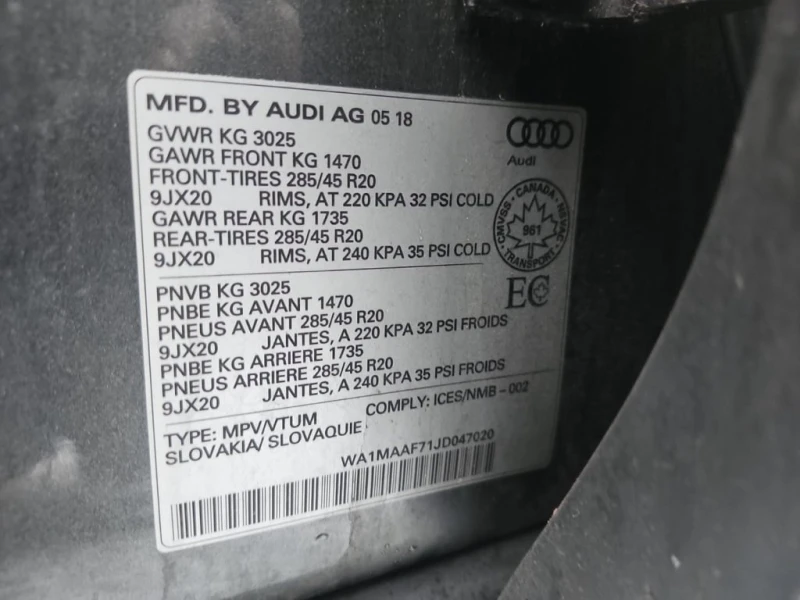 MFD. BY AUDI AG 05 18
GVWR KG 3025
GAWR FRONT KG 1470
FRONT-TIRES 285/45 R20
9JX20 RIMS, AT 220 KPA 32 PSI COLD
GAWR REAR KG 1735
REAR-TIRES 285/45 R20
9JX20 RIMS, AT 240 KPA 35 PSI COLD
Audi
CMVSS - CANADA - NSVAC
961
TRANSPORT
EC
PNVB KG 3025
PNBE KG AVANT 1470
PNEUS AVANT 285/45 R20
9JX20 JANTES, A 220 KPA 32 PSI FROIDS
PNBE KG ARRIERE 1735
PNEUS ARRIERE 285/45 R20
9JX20 JANTES, A 240 KPA 35 PSI FROIDS
TYPE: MPV/VTUM COMPLY: ICES/NMB-002
SLOVAKIA/ SLOVAQUIE
WA1MAAF71JD047020